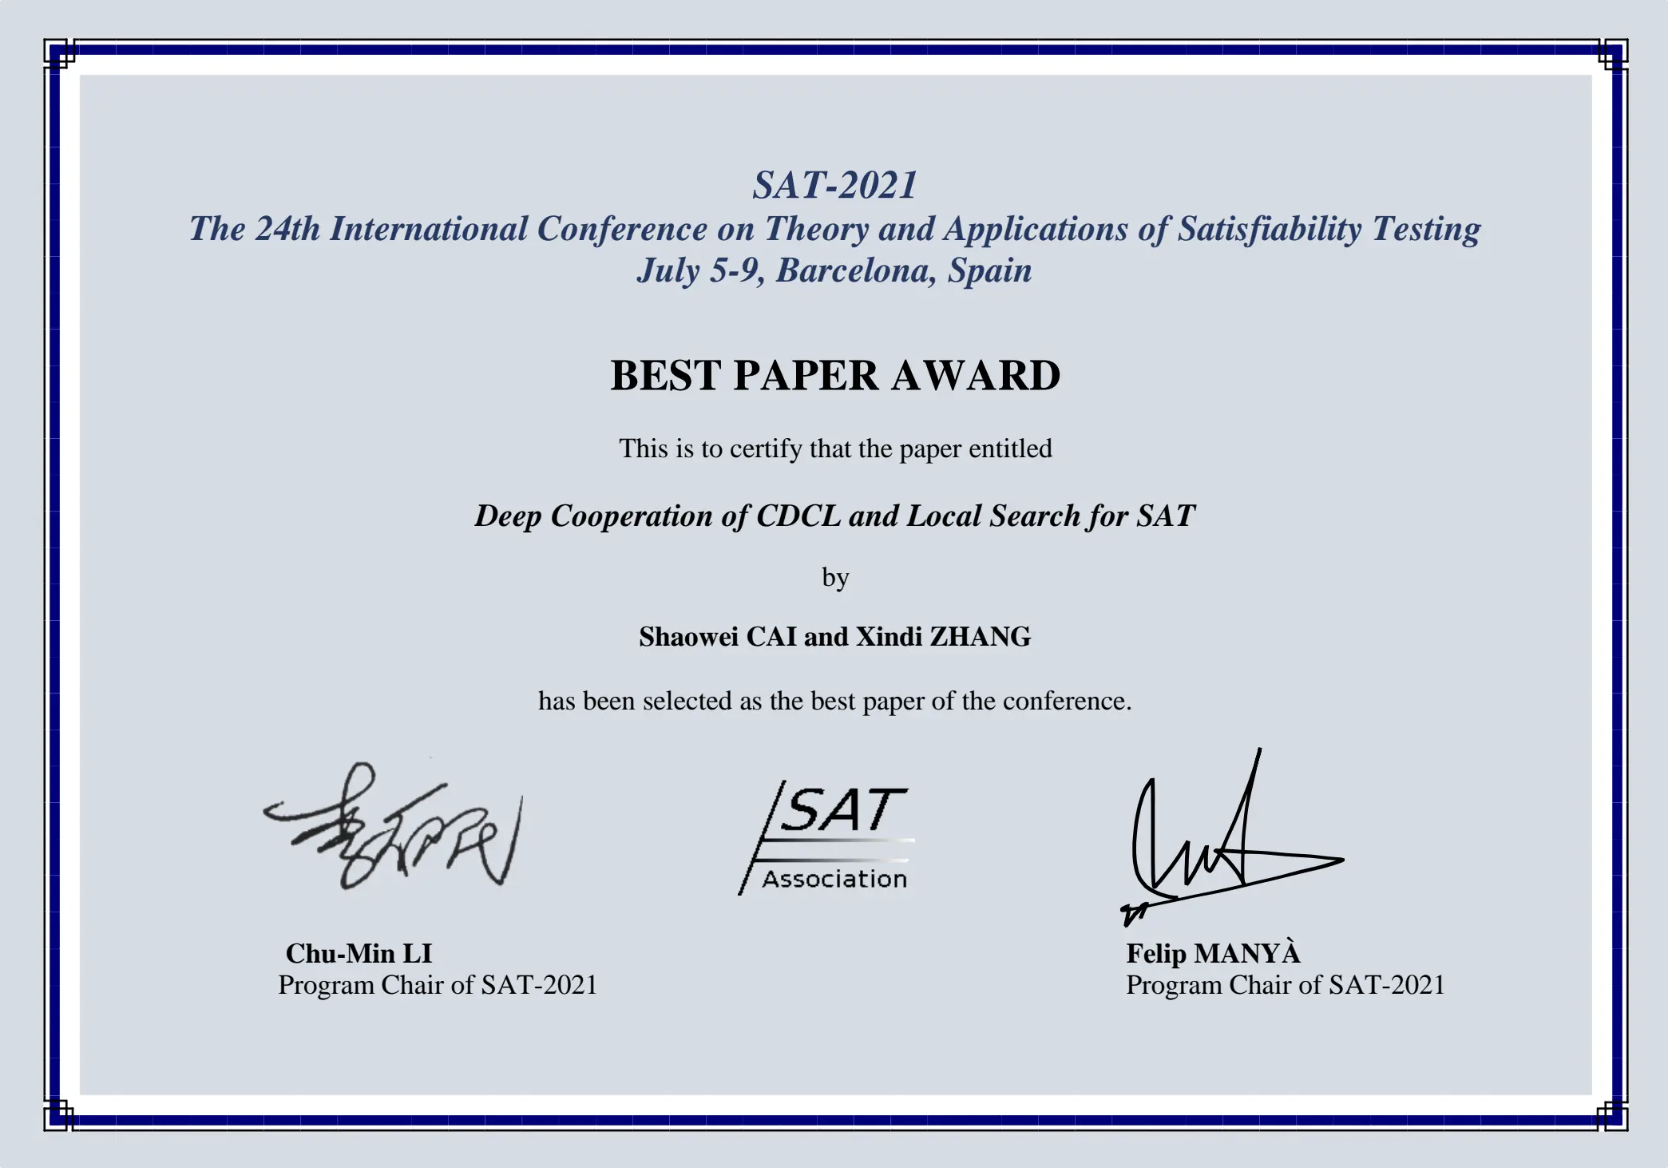 SAT-2021
The 24th International Conference on Theory and Applications of Satisfiability Testing
July 5-9, Barcelona, Spain
BEST PAPER AWARD
This is to certify that the paper entitled
Deep Cooperation of CDCL and Local Search for SAT
by
Shaowei CAI and Xindi ZHANG
has been selected as the best paper of the conference.
李初民
SAT
Association
Chu-Min LI
Program Chair of SAT-2021
Felip MANYÀ
Program Chair of SAT-2021